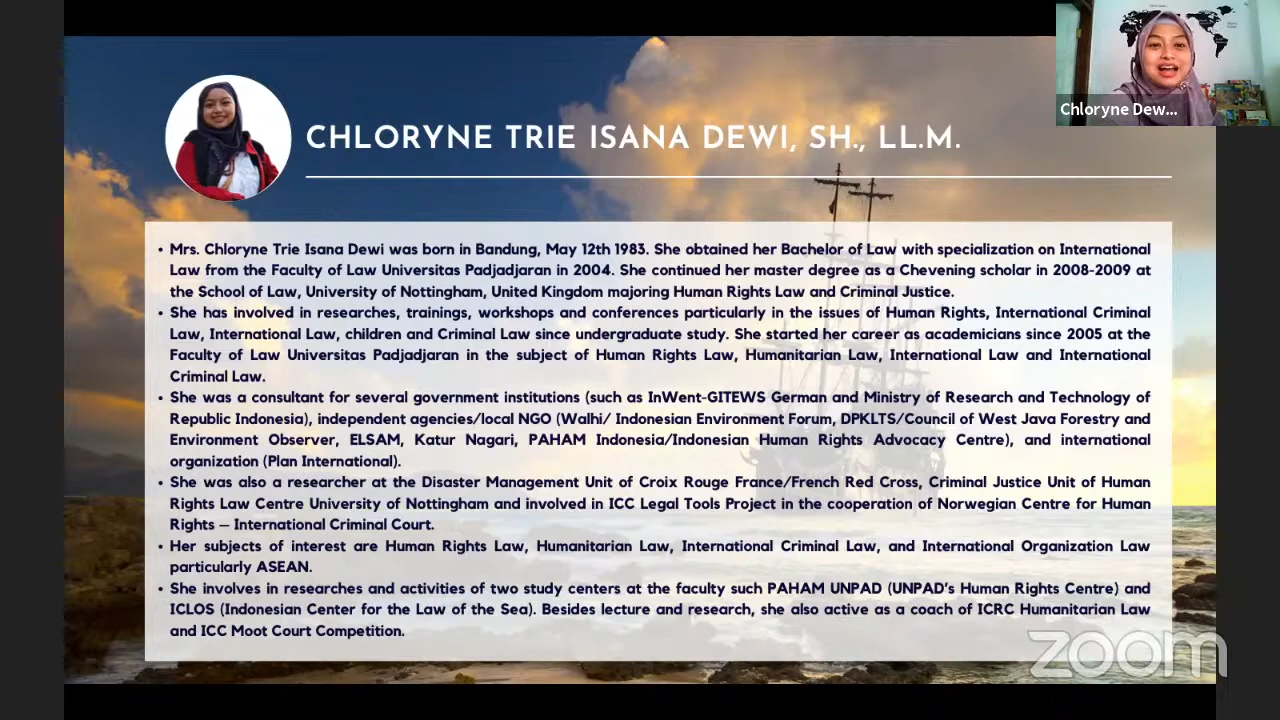 CHLORYNE TRIE ISANA DEWI, SH., LL.M.
Chloryne Dew...
• Mrs. Chloryne Trie Isana Dewi was born in Bandung, May 12th 1983. She obtained her Bachelor of Law with specialization on International
Law from the Faculty of Law Universitas Padjadjaran in 2004. She continued her master degree as a Chevening scholar in 2008-2009 at
the School of Law, University of Nottingham, United Kingdom majoring Human Rights Law and Criminal Justice.
• She has involved in researches, trainings, workshops and conferences particularly in the issues of Human Rights, International Criminal
Law, International Law, children and Criminal Law since undergraduate study. She started her career as academicians since 2005 at the
Faculty of Law Universitas Padjadjaran in the subject of Human Rights Law, Humanitarian Law, International Law and International
Criminal Law.
• She was a consultant for several government institutions (such as InWent-GITEWS German and Ministry of Research and Technology of
Republic Indonesia), independent agencies/local NGO (Walhi/ Indonesian Environment Forum, DPKLTS/Council of West Java Forestry and
Environment Observer, ELSAM, Katur Nagari, PAHAM Indonesia/Indonesian Human Rights Advocacy Centre), and international
organization (Plan International).
• She was also a researcher at the Disaster Management Unit of Croix Rouge France/French Red Cross, Criminal Justice Unit of Human
Rights Law Centre University of Nottingham and involved in ICC Legal Tools Project in the cooperation of Norwegian Centre for Human
Rights – International Criminal Court.
• Her subjects of interest are Human Rights Law, Humanitarian Law, International Criminal Law, and International Organization Law
particularly ASEAN.
• She involves in researches and activities of two study centers at the faculty such PAHAM UNPAD (UNPAD's Human Rights Centre) and
ICLOS (Indonesian Center for the Law of the Sea). Besides lecture and research, she also active as a coach of ICRC Humanitarian Law
and ICC Moot Court Competition.
zoom